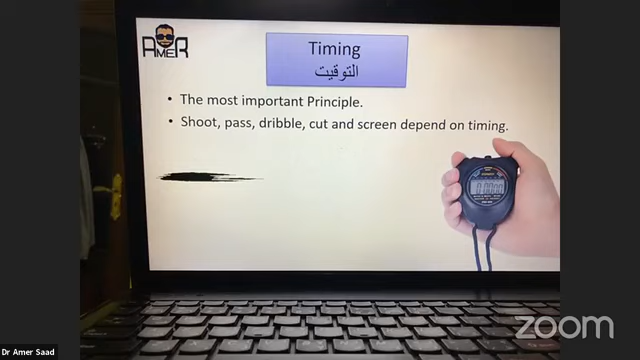 AMER
Timing
التوقيت
• The most important Principle.
• Shoot, pass, dribble, cut and screen depend on timing.
zoom
Dr Amer Saad